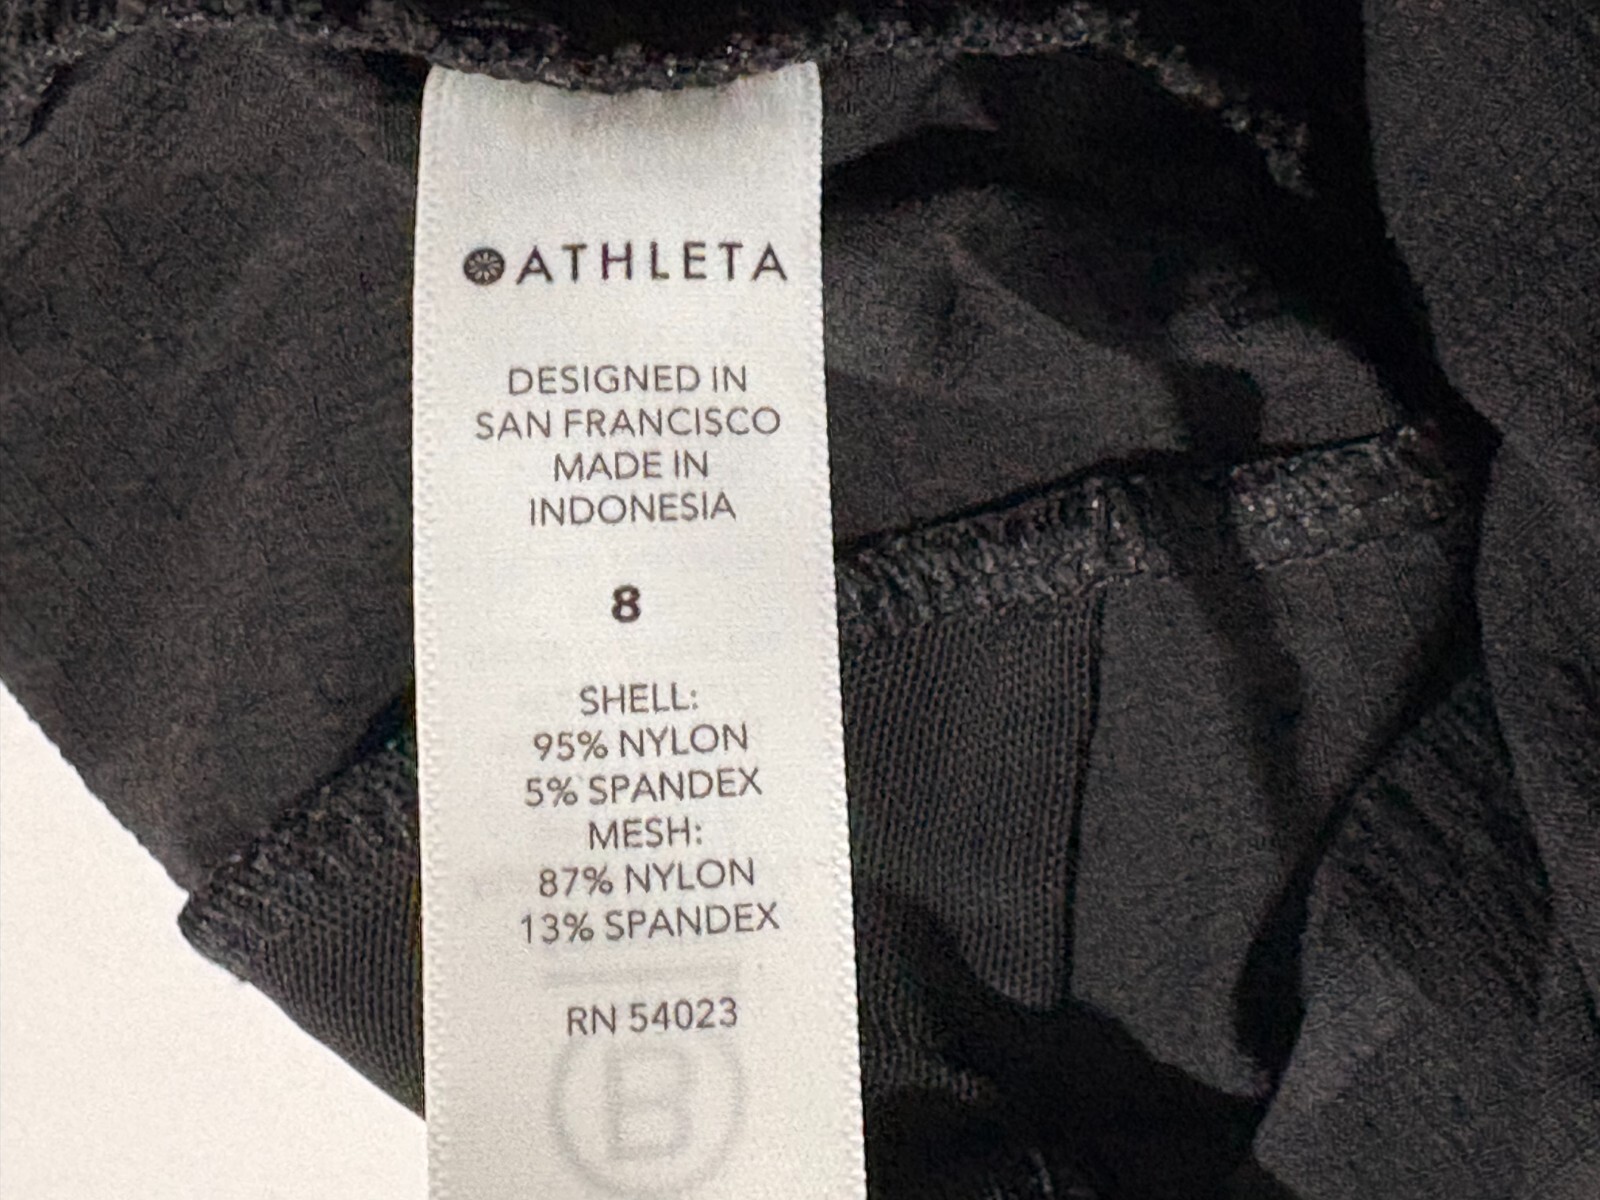 ATHLETA
DESIGNED IN
SAN FRANCISCO
MADE IN
INDONESIA
8
SHELL:
95% NYLON
5% SPANDEX
MESH:
87% NYLON
13% SPANDEX
RN 54023
B